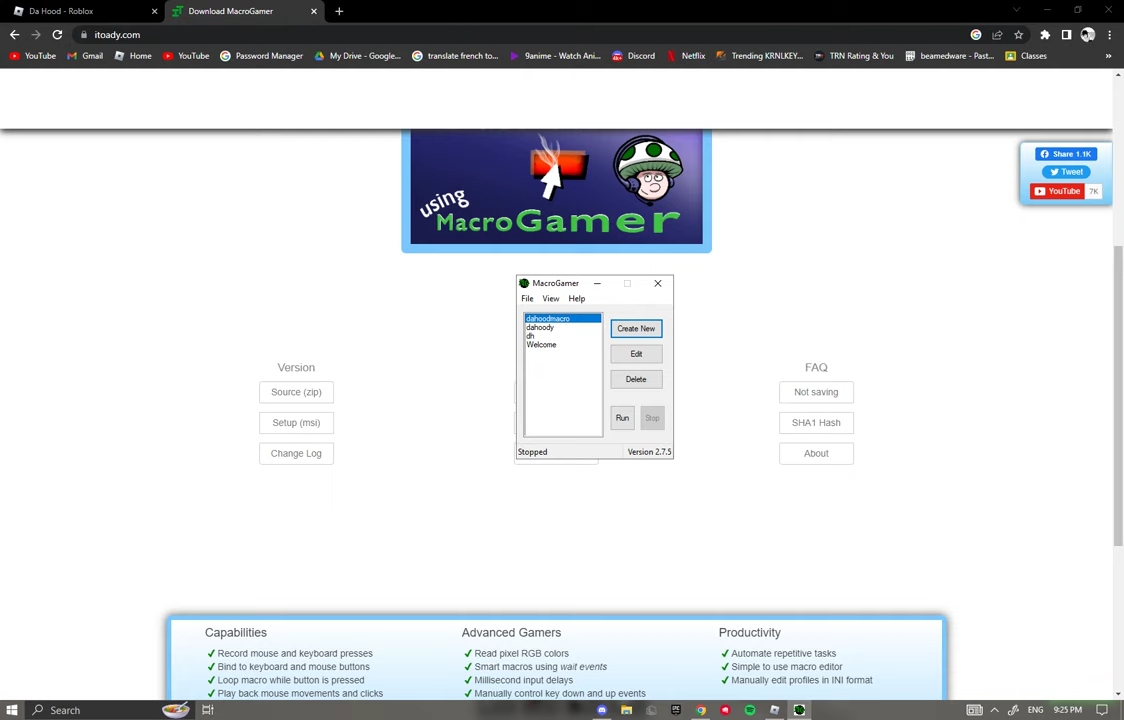 Da Hood - Roblox
Download MacroGamer
itoady.com
YouTube
Gmail
Home
YouTube
Password Manager
My Drive - Google...
translate french to...
9anime - Watch Ani...
Discord
Netflix
Trending KRNLKEY...
TRN Rating & You
beamedware - Past...
Classes
»
using
MacroGamer
Share 1.1K
Tweet
YouTube 7K
MacroGamer
File View Help
dahoodmacro
dahoody
dh
Welcome
Create New
Edit
Delete
Run Stop
Stopped Version 2.7.5
Version
Source (zip)
Setup (msi)
Change Log
FAQ
Not saving
SHA1 Hash
About
Capabilities
Record mouse and keyboard presses
Bind to keyboard and mouse buttons
Loop macro while button is pressed
Play back mouse movements and clicks
Advanced Gamers
Read pixel RGB colors
Smart macros using wait events
Millisecond input delays
Manually control key down and up events
Productivity
Automate repetitive tasks
Simple to use macro editor
Manually edit profiles in INI format
Search
ENG 9:25 PM